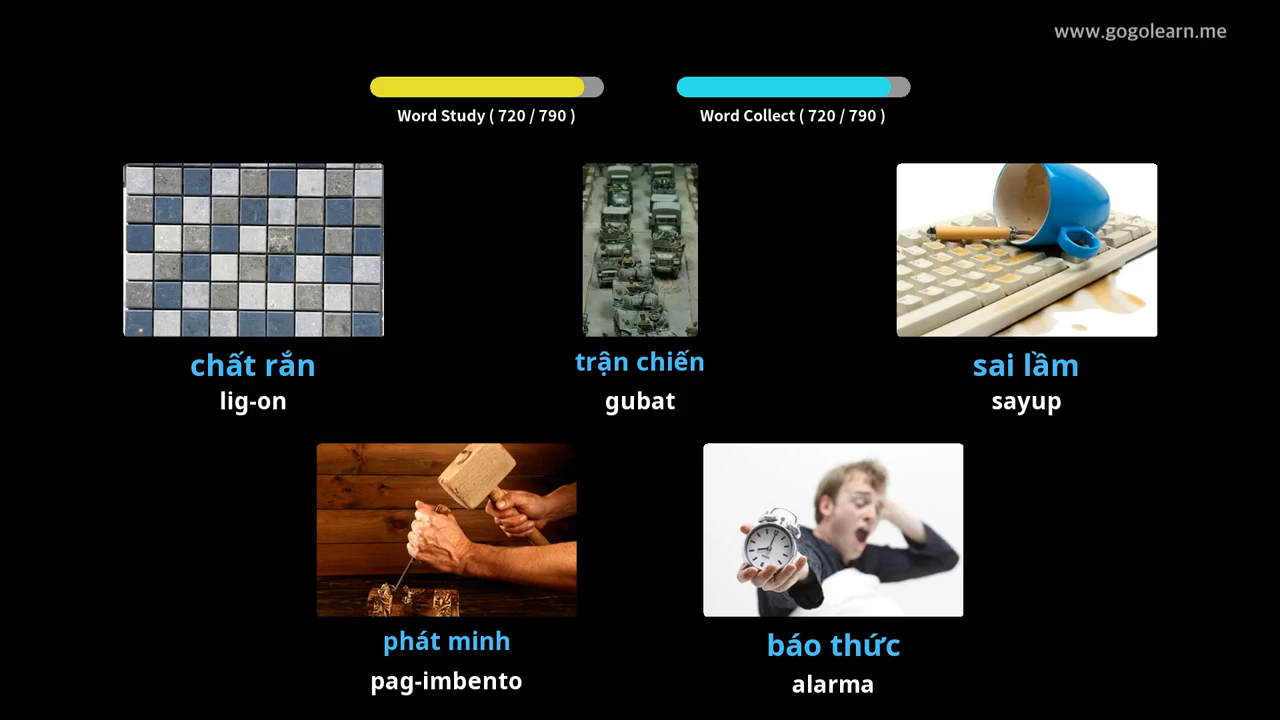 www.gogolearn.me
Word Study ( 720 / 790 )
Word Collect ( 720 / 790 )
chất rắn
lig-on
trận chiến
gubat
sai lầm
sayup
phát minh
pag-imbento
báo thức
alarma